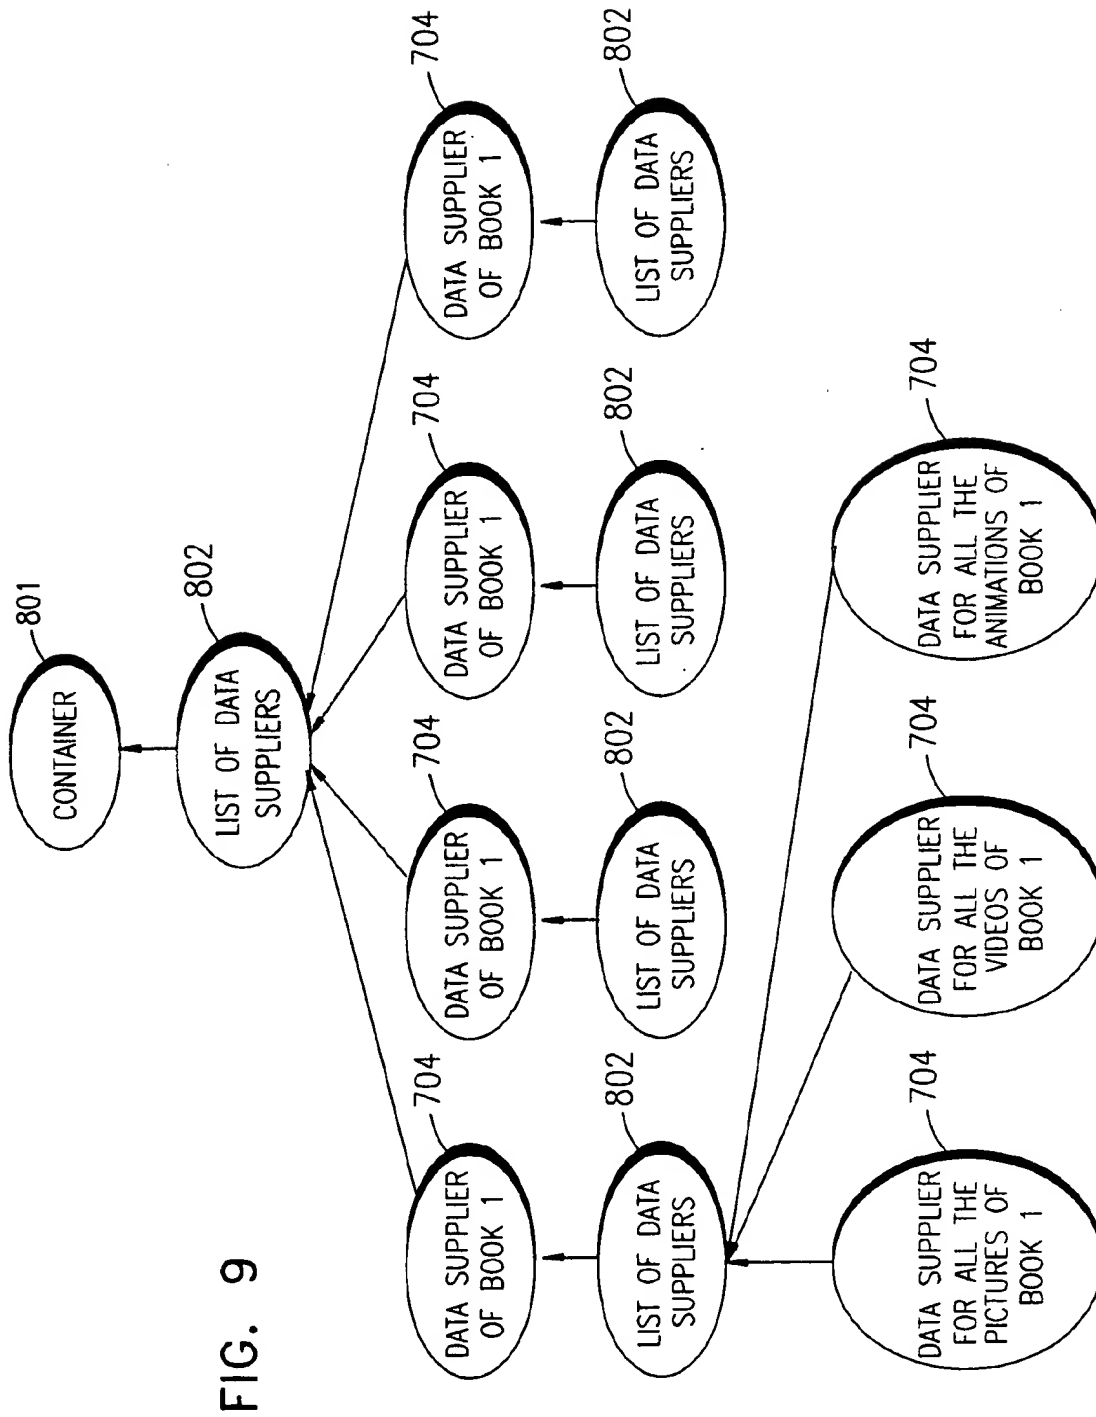 FIG. 9
801
CONTAINER
802
LIST OF DATA
SUPPLIERS
704
DATA SUPPLIER
OF BOOK 1
704
DATA SUPPLIER
OF BOOK 1
704
DATA SUPPLIER
OF BOOK 1
704
DATA SUPPLIER
OF BOOK 1
802
LIST OF DATA
SUPPLIERS
802
LIST OF DATA
SUPPLIERS
802
LIST OF DATA
SUPPLIERS
802
LIST OF DATA
SUPPLIERS
704
DATA SUPPLIER
FOR ALL THE
PICTURES OF
BOOK 1
704
DATA SUPPLIER
FOR ALL THE
VIDEOS OF
BOOK 1
704
DATA SUPPLIER
FOR ALL THE
ANIMATIONS OF
BOOK 1